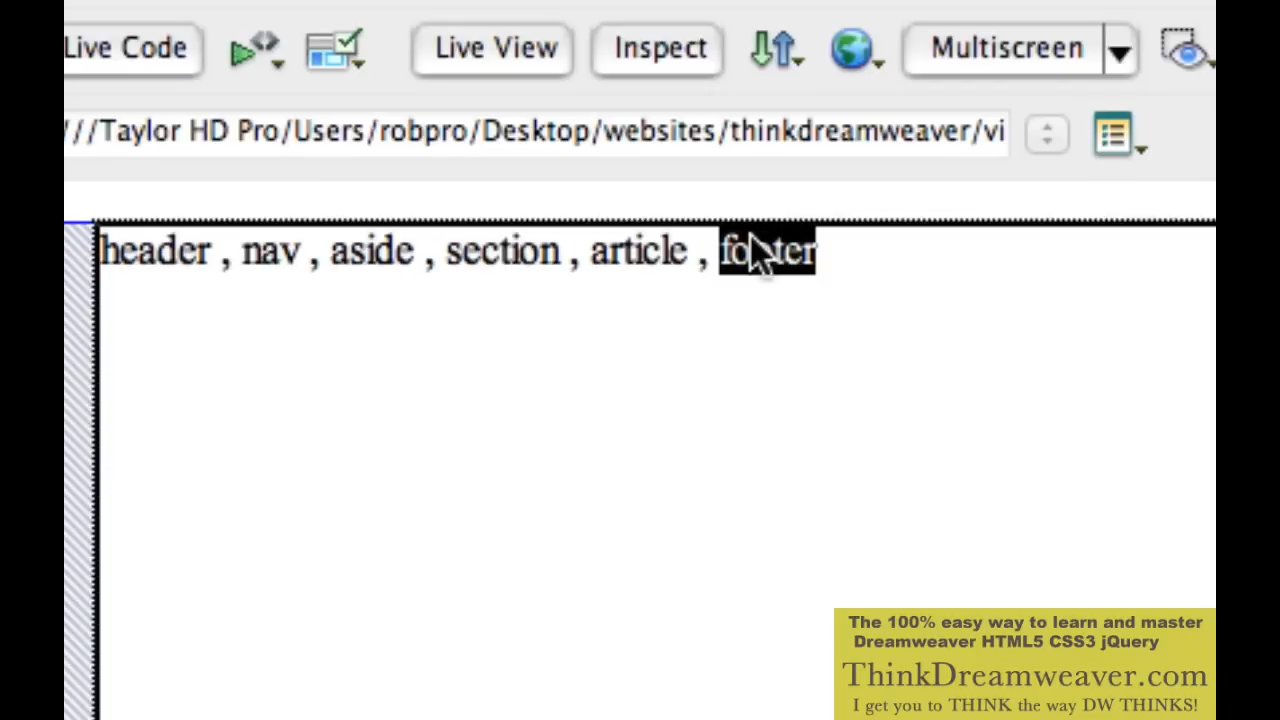 Live Code Live View Inspect Multiscreen
///Taylor HD Pro/Users/robpro/Desktop/websites/thinkdreamweaver/vi
header , nav , aside , section , article , footer
The 100% easy way to learn and master
Dreamweaver HTML5 CSS3 jQuery
ThinkDreamweaver.com
I get you to THINK the way DW THINKS!